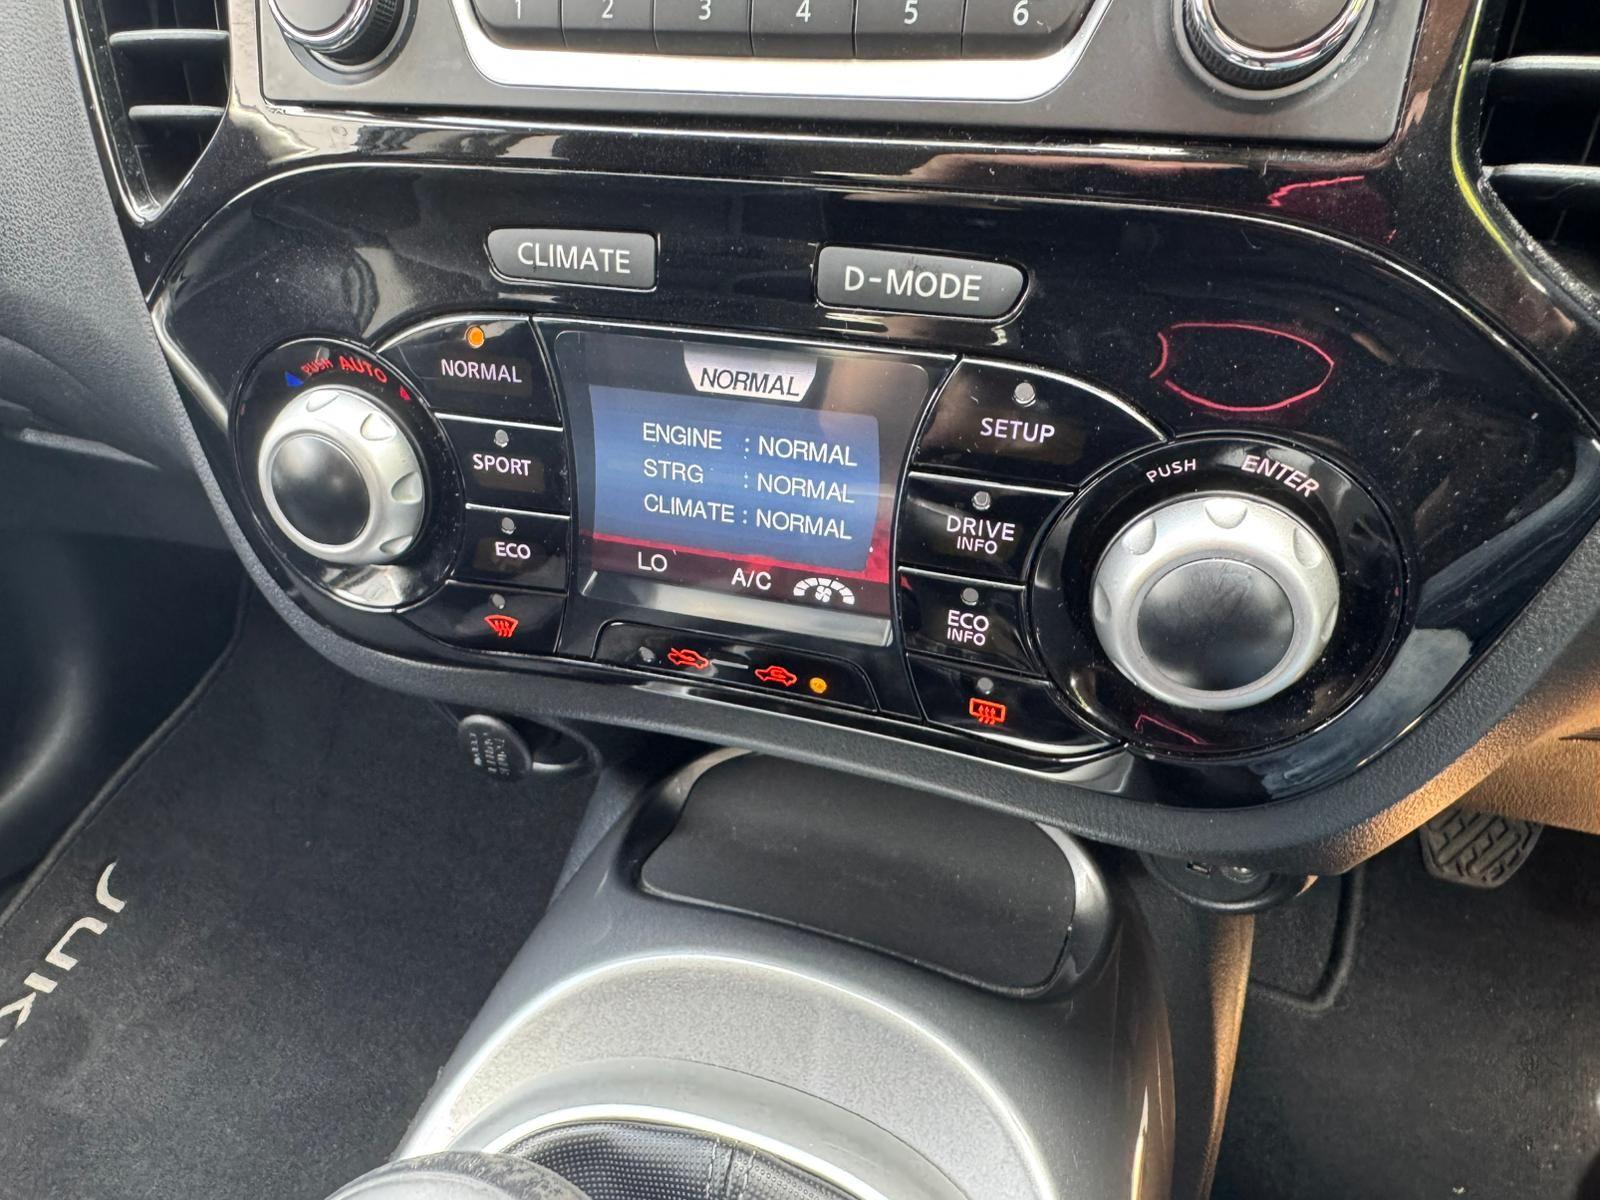 1 2 3 4 5 6
CLIMATE
D-MODE
PUSH AUTO
NORMAL
SPORT
ECO
NORMAL
ENGINE : NORMAL
STRG : NORMAL
CLIMATE : NORMAL
LO A/C
SETUP
DRIVE
INFO
ECO
INFO
PUSH ENTER
JUK